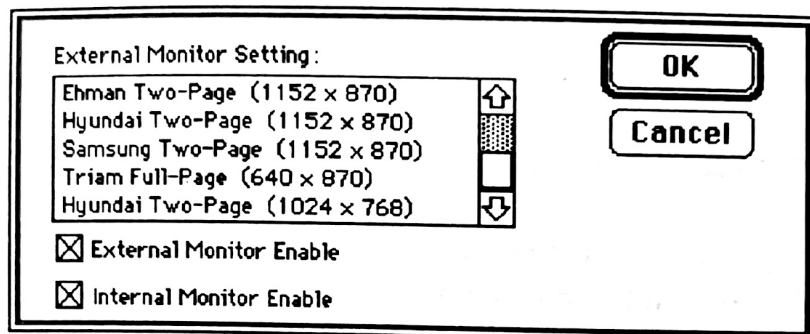 External Monitor Setting:
Ehman Two-Page (1152 x 870)
Hyundai Two-Page (1152 x 870)
Samsung Two-Page (1152 x 870)
Triam Full-Page (640 x 870)
Hyundai Two-Page (1024 x 768)
External Monitor Enable
Internal Monitor Enable
OK
Cancel